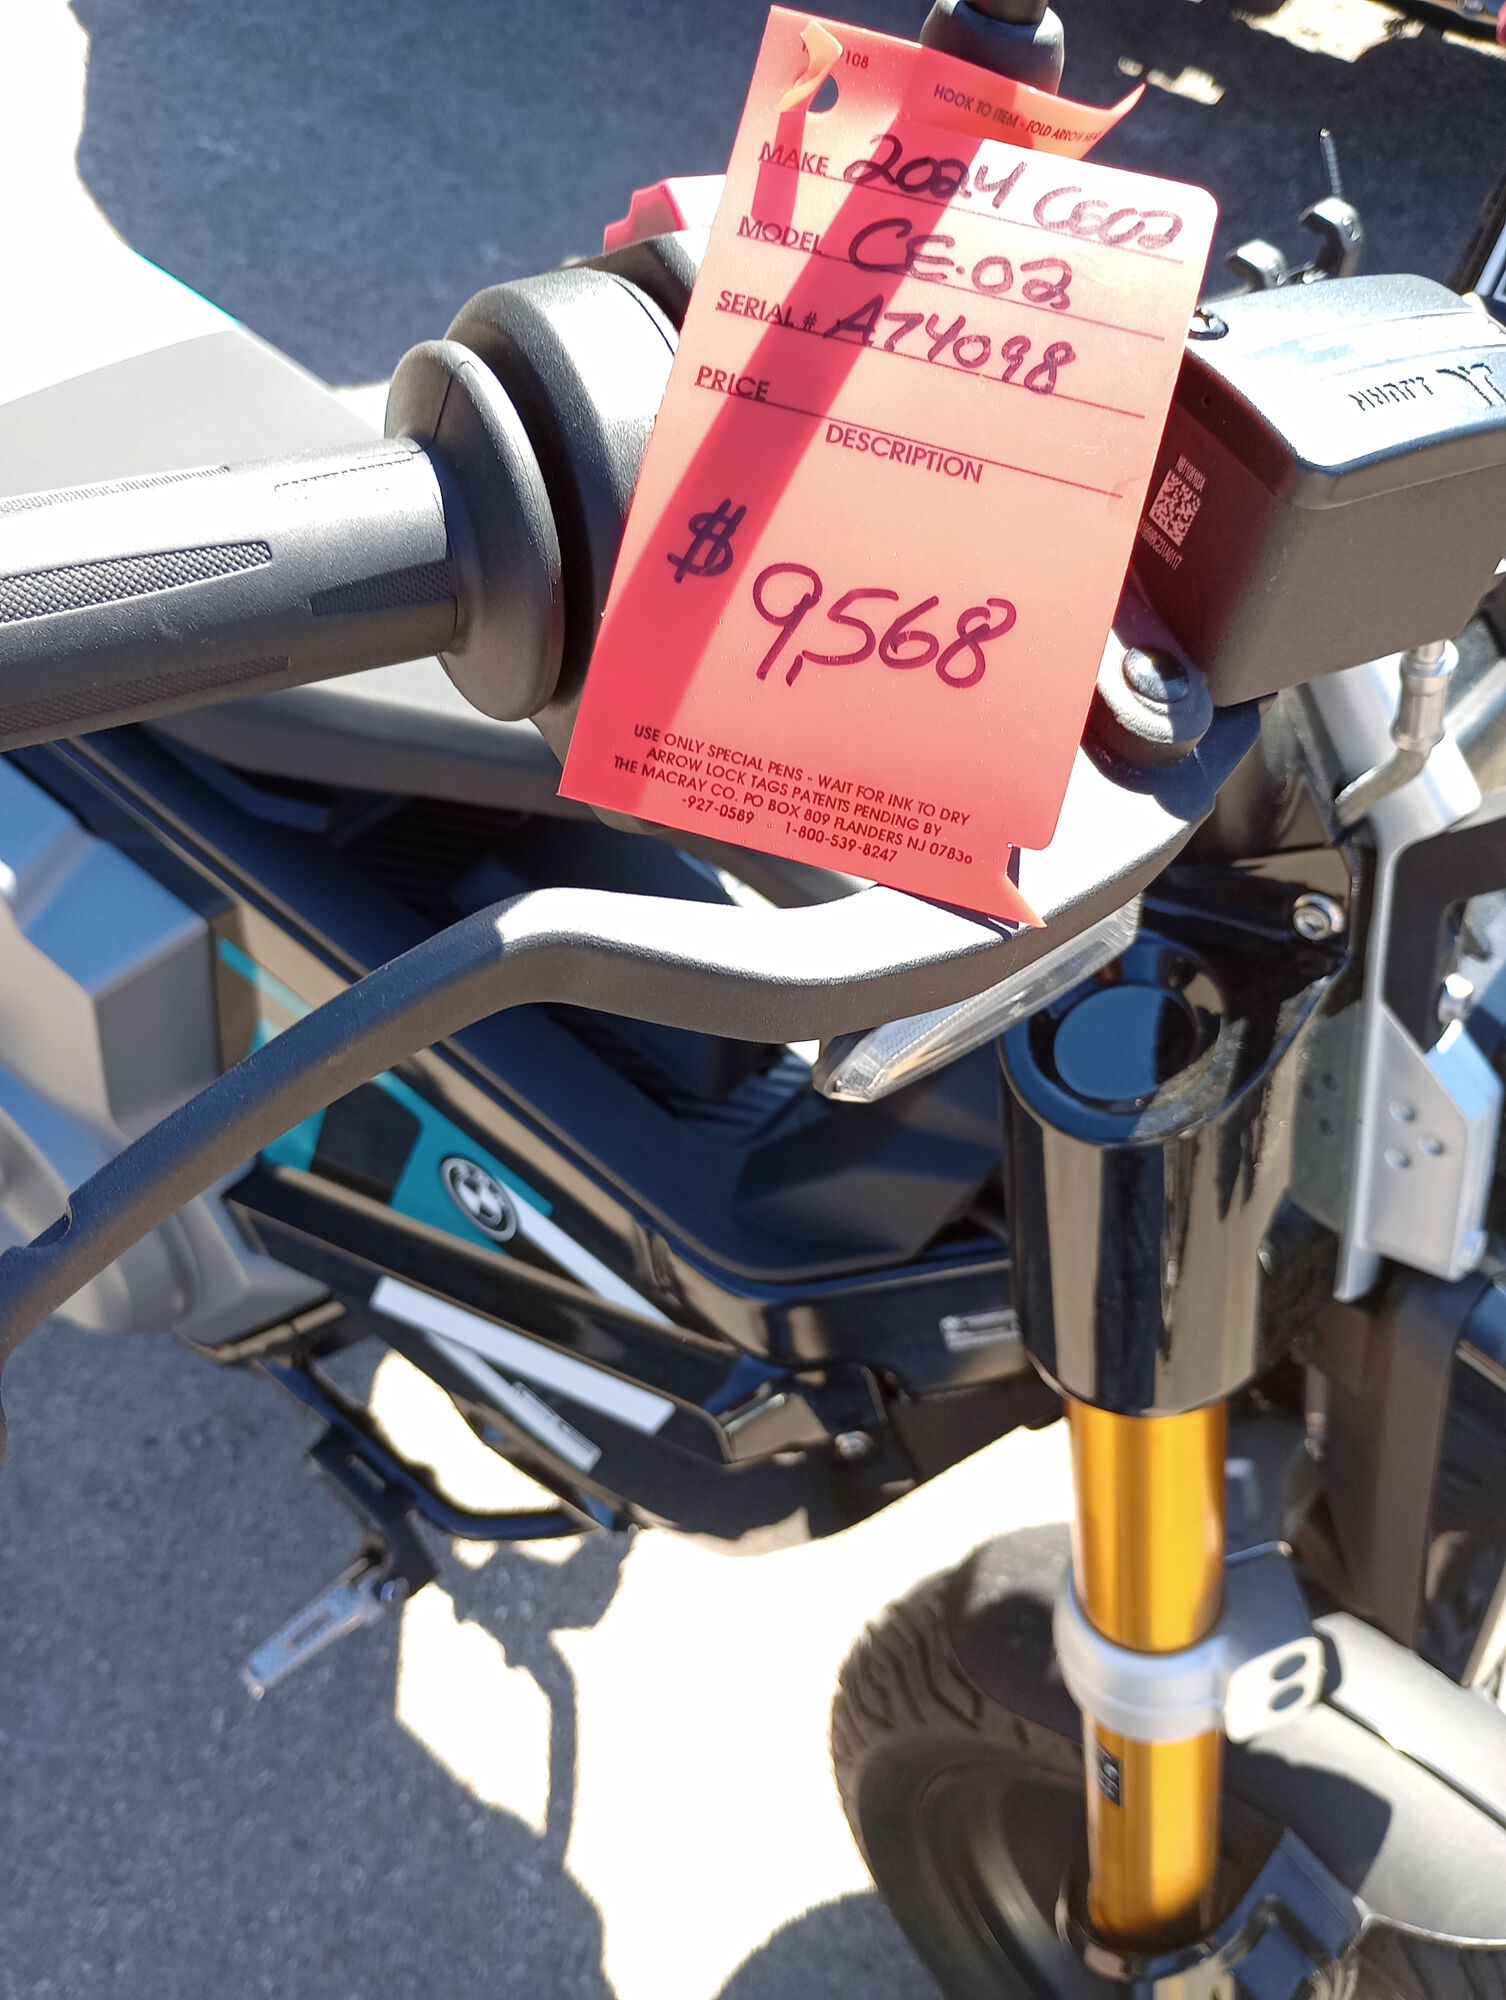 108
HOOK TO ITEM - FOLD ARROW
MAKE 2024 CE02
MODEL CE.02
SERIAL # A74098
PRICE
DESCRIPTION
$ 9,568
USE ONLY SPECIAL PENS - WAIT FOR INK TO DRY
ARROW LOCK TAGS PATENTS PENDING BY
THE MACRAY CO. PO BOX 809 FLANDERS NJ 0783o
-927-0589 1-800-539-8247